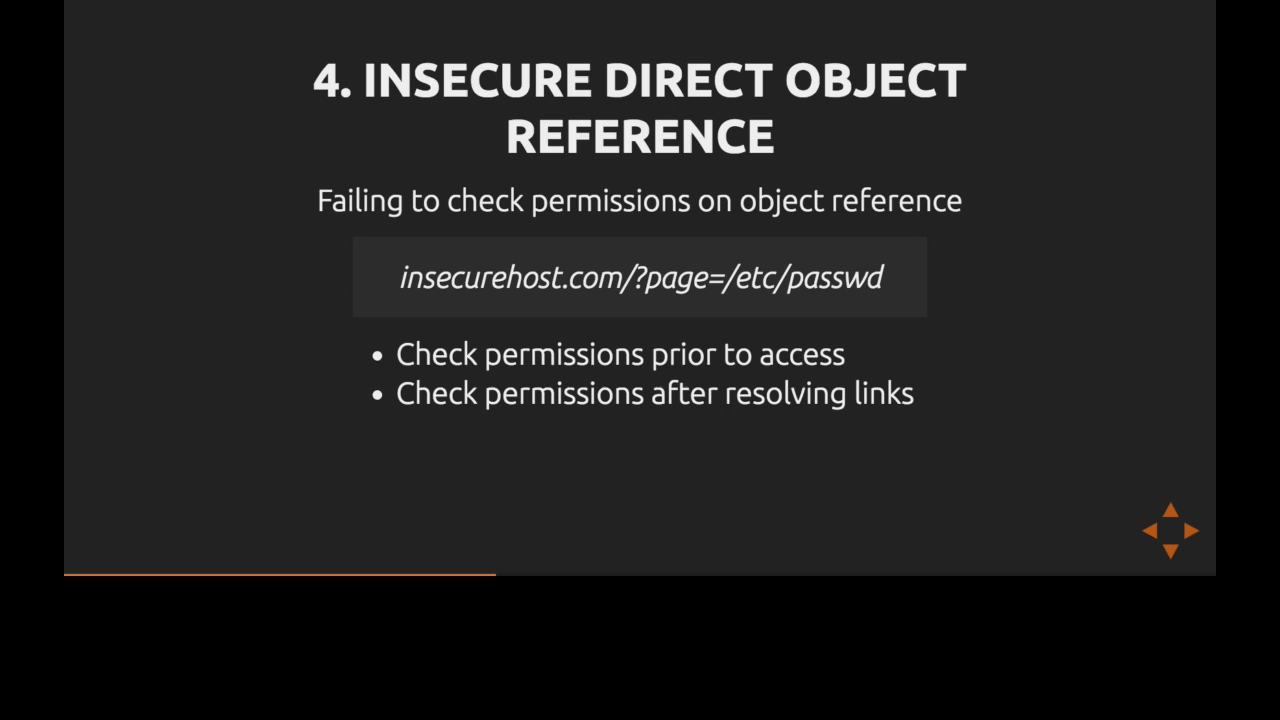 4. INSECURE DIRECT OBJECT
REFERENCE
Failing to check permissions on object reference
insecurehost.com/?page=/etc/passwd
• Check permissions prior to access
• Check permissions after resolving links